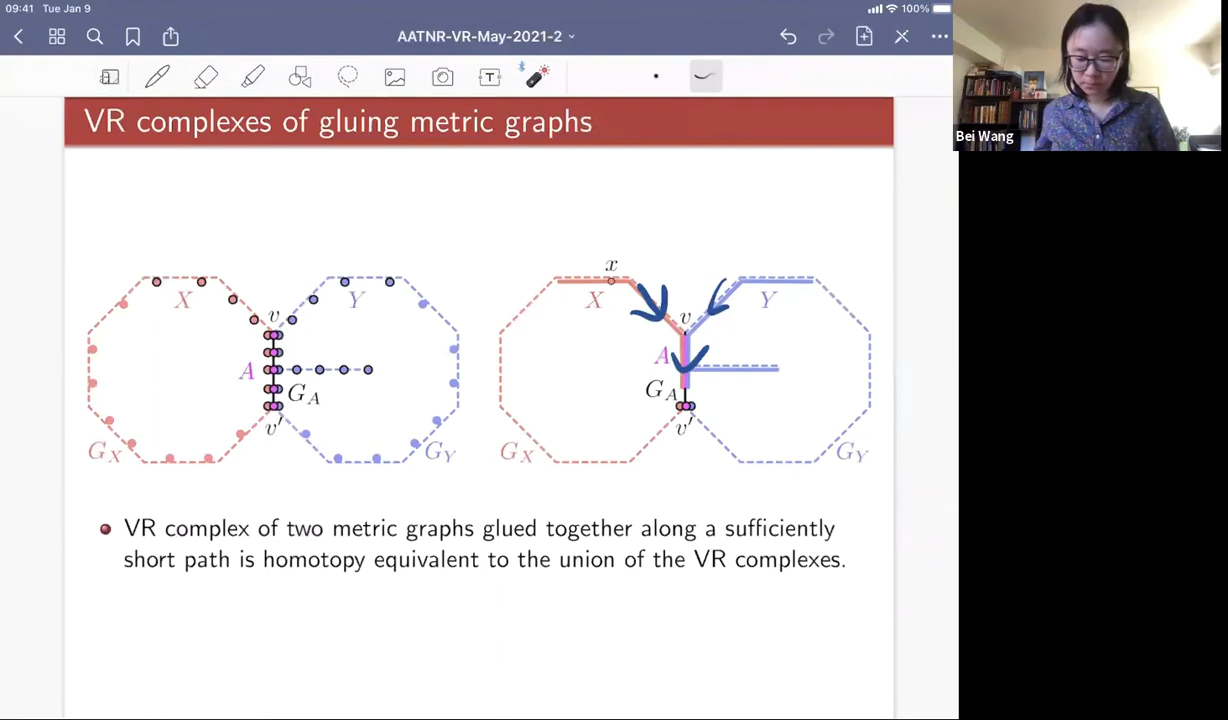 09:41 Tue Jan 9
100%
AATNR-VR-May-2021-2
T
Bei Wang
VR complexes of gluing metric graphs
X
Y
v
A
G_A
v'
G_X
G_Y
x
X
Y
v
A
G_A
v'
G_X
G_Y
VR complex of two metric graphs glued together along a sufficiently
short path is homotopy equivalent to the union of the VR complexes.